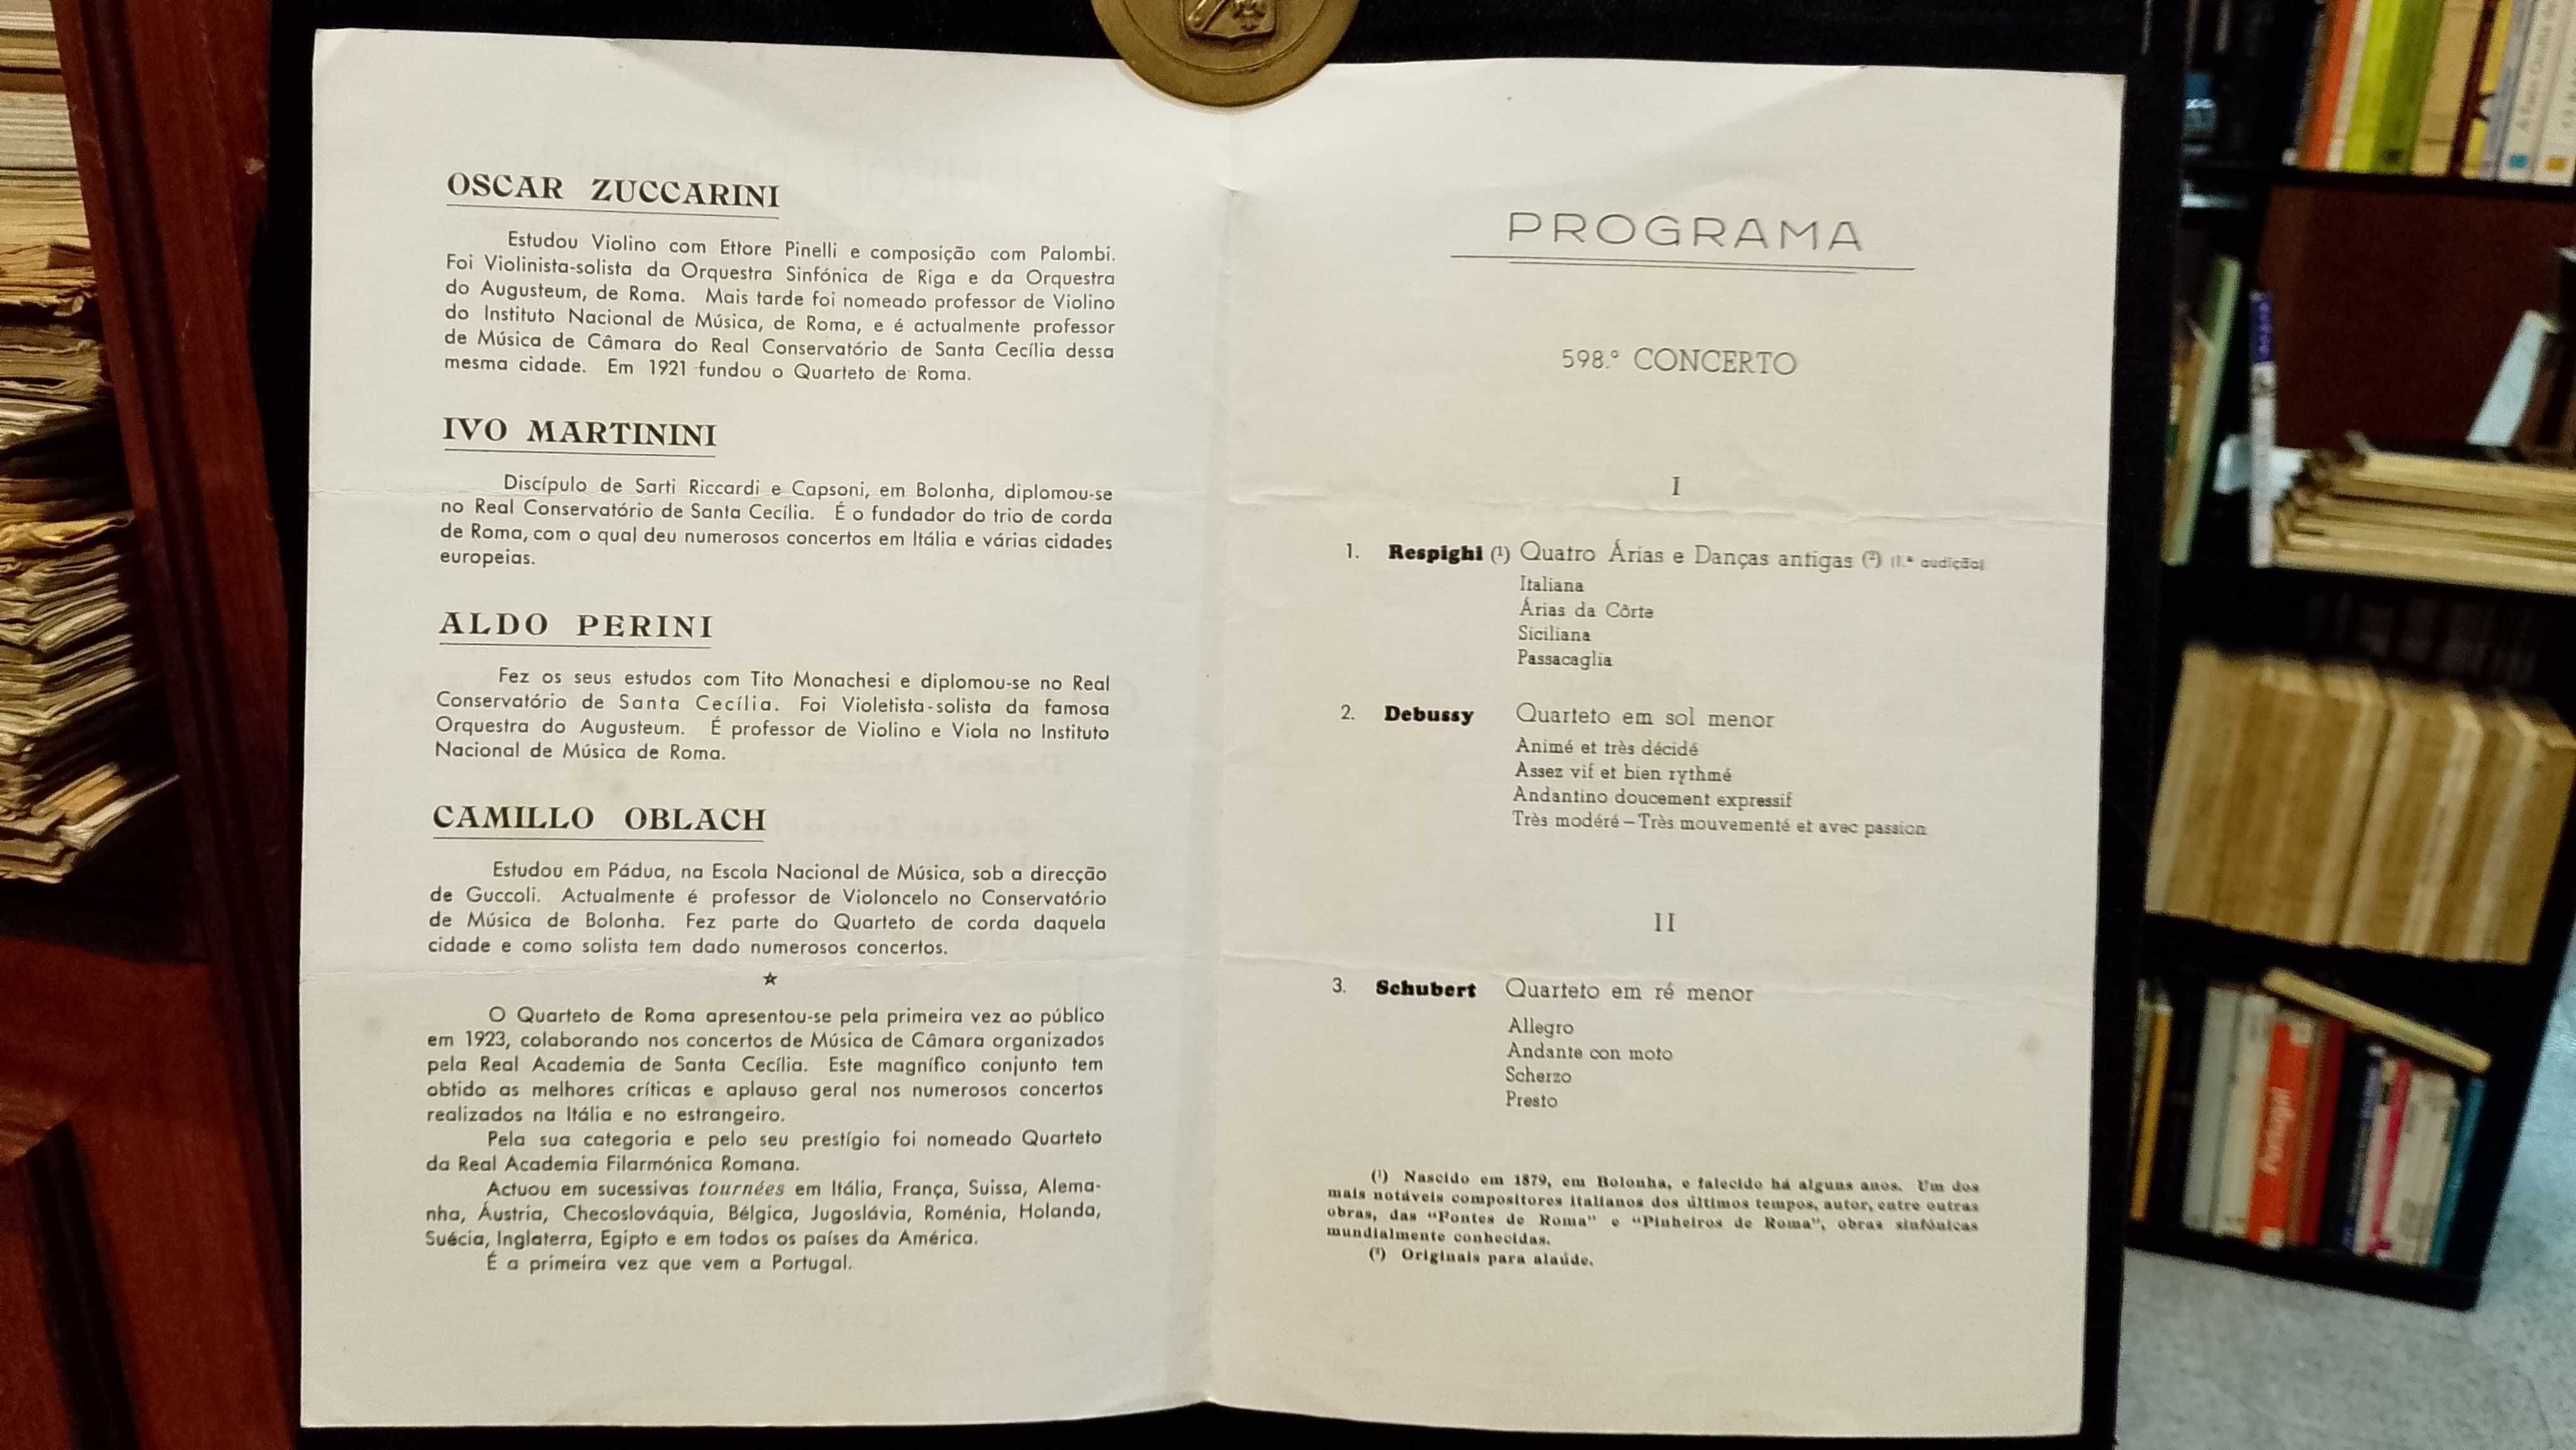 OSCAR ZUCCARINI
Estudou Violino com Ettore Pinelli e composição com Palombi.
Foi Violinista-solista da Orquestra Sinfónica de Riga e da Orquestra
do Augusteum, de Roma. Mais tarde foi nomeado professor de Violino
do Instituto Nacional de Música, de Roma, e é actualmente professor
de Música de Câmara do Real Conservatório de Santa Cecília dessa
mesma cidade. Em 1921 fundou o Quarteto de Roma.
IVO MARTININI
Discípulo de Sarti Riccardi e Capsoni, em Bolonha, diplomou-se
no Real Conservatório de Santa Cecília. É o fundador do trio de corda
de Roma, com o qual deu numerosos concertos em Itália e várias cidades
europeias.
ALDO PERINI
Fez os seus estudos com Tito Monachesi e diplomou-se no Real
Conservatório de Santa Cecília. Foi Violetista-solista da famosa
Orquestra do Augusteum. É professor de Violino e Viola no Instituto
Nacional de Música de Roma.
CAMILLO OBLACH
Estudou em Pádua, na Escola Nacional de Música, sob a direcção
de Guccoli. Actualmente é professor de Violoncelo no Conservatório
de Música de Bolonha. Fez parte do Quarteto de corda daquela
cidade e como solista tem dado numerosos concertos.
O Quarteto de Roma apresentou-se pela primeira vez ao público
em 1923, colaborando nos concertos de Música de Câmara organizados
pela Real Academia de Santa Cecília. Este magnífico conjunto tem
obtido as melhores críticas e aplauso geral nos numerosos concertos
realizados na Itália e no estrangeiro.
Pela sua categoria e pelo seu prestígio foi nomeado Quarteto
da Real Academia Filarmónica Romana.
Actuou em sucessivas tournées em Itália, França, Suissa, Alema-
nha, Áustria, Checoslováquia, Bélgica, Jugoslávia, Roménia, Holanda,
Suécia, Inglaterra, Egipto e em todos os países da América.
É a primeira vez que vem a Portugal.
PROGRAMA
598.º CONCERTO
I
1. Respighi (¹) Quatro Árias e Danças antigas (²) (1.ª audição)
Italiana
Árias da Côrte
Siciliana
Passacaglia
2. Debussy Quarteto em sol menor
Animé et très décidé
Assez vif et bien rythmé
Andantino doucement expressif
Très modéré – Très mouvementé et avec passion
II
3. Schubert Quarteto em ré menor
Allegro
Andante con moto
Scherzo
Presto
(¹) Nascido em 1879, em Bolonha, e falecido há alguns anos. Um dos
mais notáveis compositores italianos dos últimos tempos, autor, entre outras
obras, das "Fontes de Roma" e "Pinheiros de Roma", obras sinfónicas
mundialmente conhecidas.
(²) Originais para alaúde.
Portugal